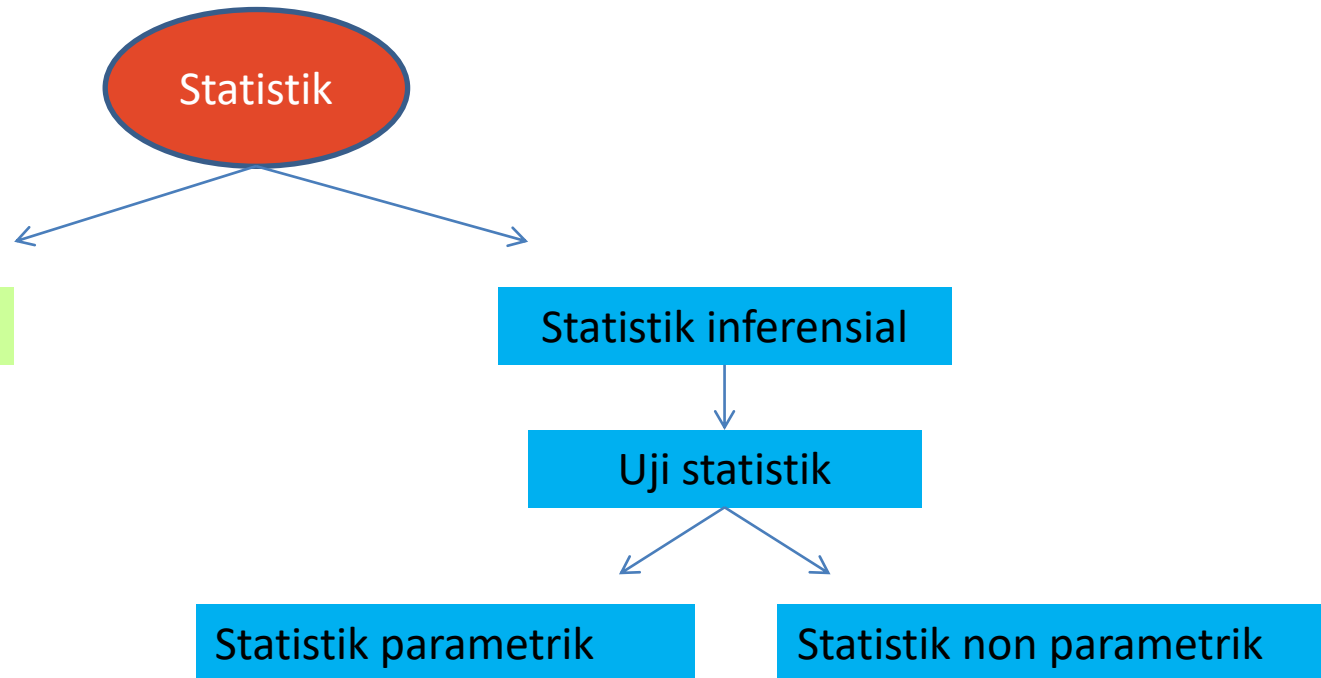 Statistik
Statistik inferensial
Uji statistik
Statistik parametrik
Statistik non parametrik